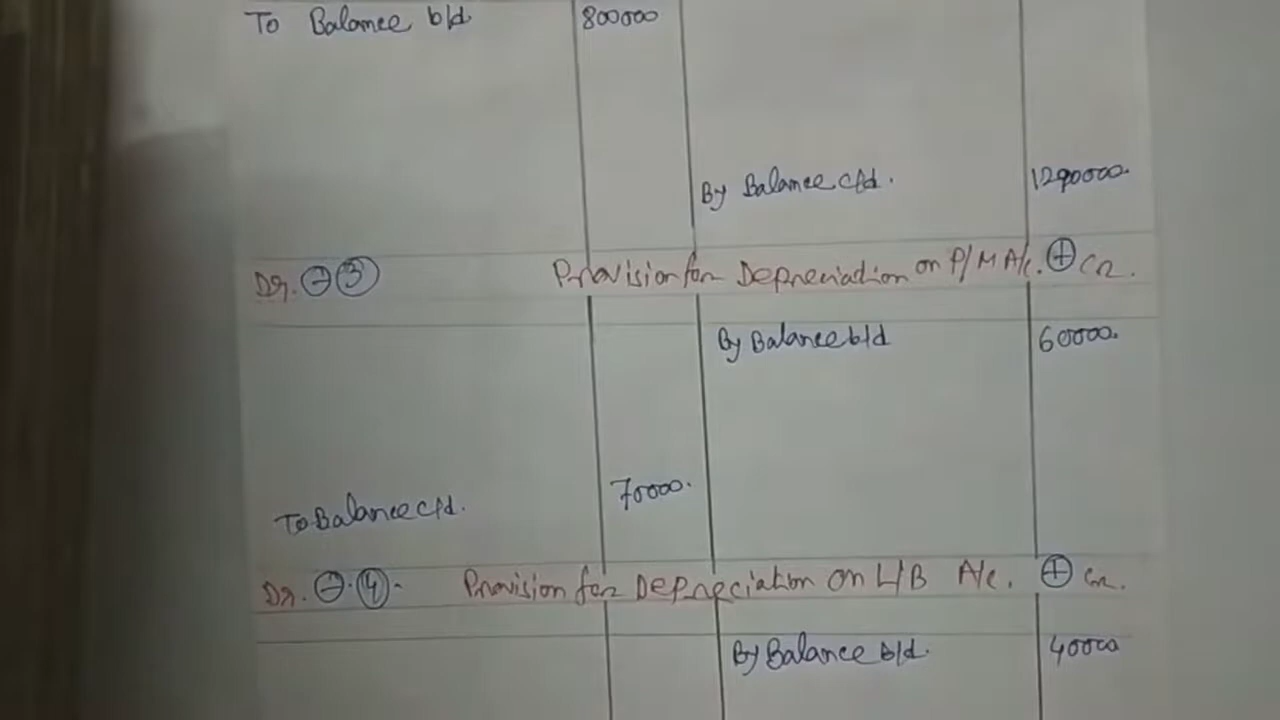 To Balance b/d. 800000
By Balance c/d. 1290000.
Dr. ⊖ ③ Provision for Depreciation on P/M A/c. ⊕ Cr.
By Balance b/d 60000.
To Balance c/d. 70000.
Dr. ⊖. ④. Provision for Depreciation on L/B A/c. ⊕ Cr.
By Balance b/d. 40000